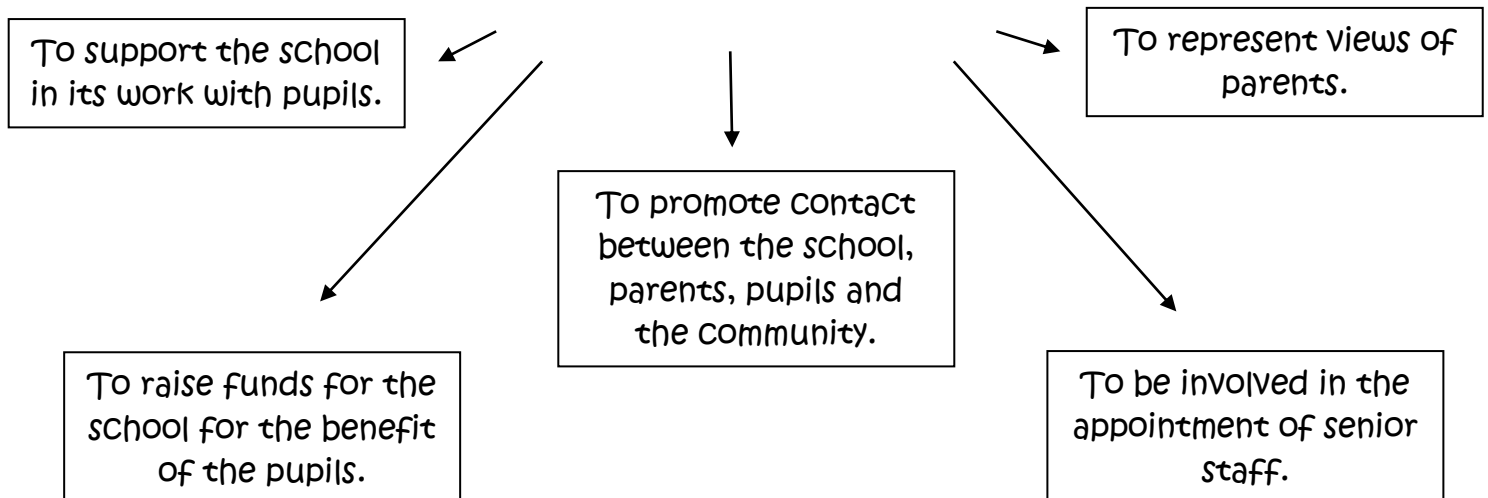 To support the school
in its work with pupils.
To represent views of
parents.
To promote contact
between the school,
parents, pupils and
the community.
To raise funds for the
school for the benefit
of the pupils.
To be involved in the
appointment of senior
staff.